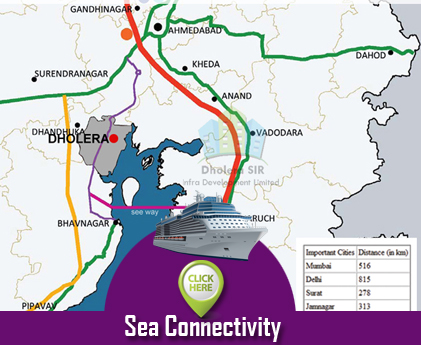 GANDHINAGAR
AHMEDABAD
KHEDA
DAHOD
SURENDRANAGAR
ANAND
DHANDHUKA
DHOLERA
VADODARA
Dholera SIR
Infra Development Limited
see way
BHAVNAGAR
RUCH
PIPAVAV
CLICK
HERE
Important Cities Distance (in km)
Mumbai 516
Delhi 815
Surat 278
Jamnagar 313
Sea Connectivity